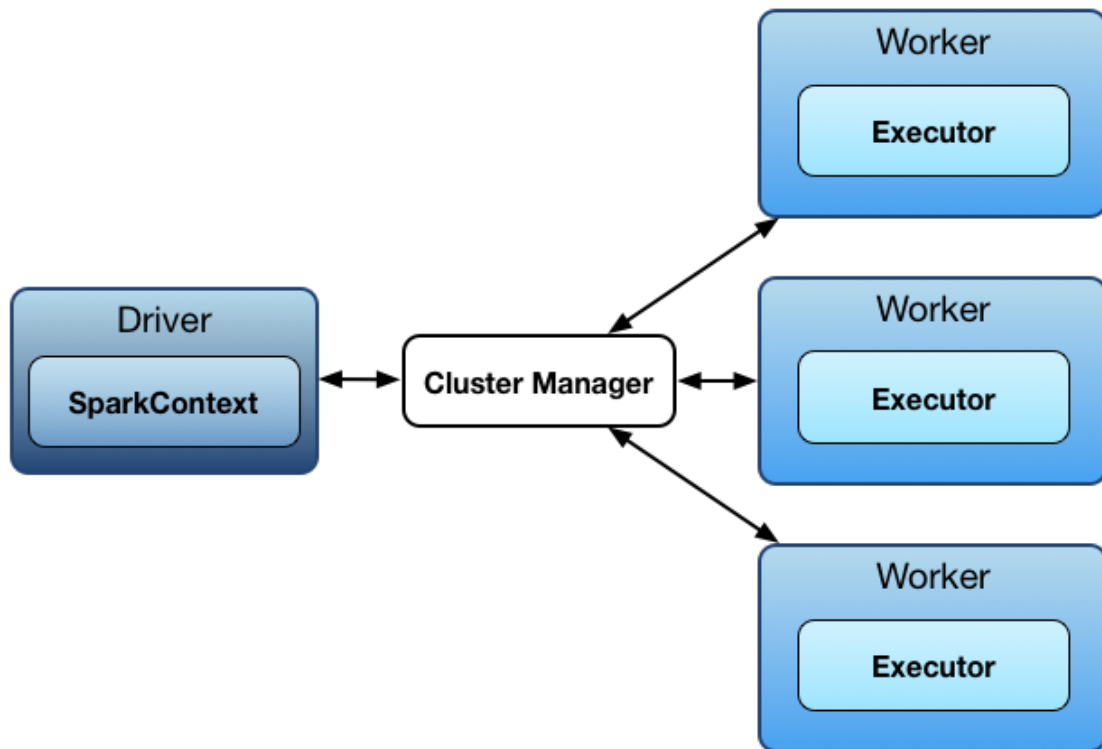 Worker
Executor
Driver
SparkContext
Cluster Manager
Worker
Executor
Worker
Executor